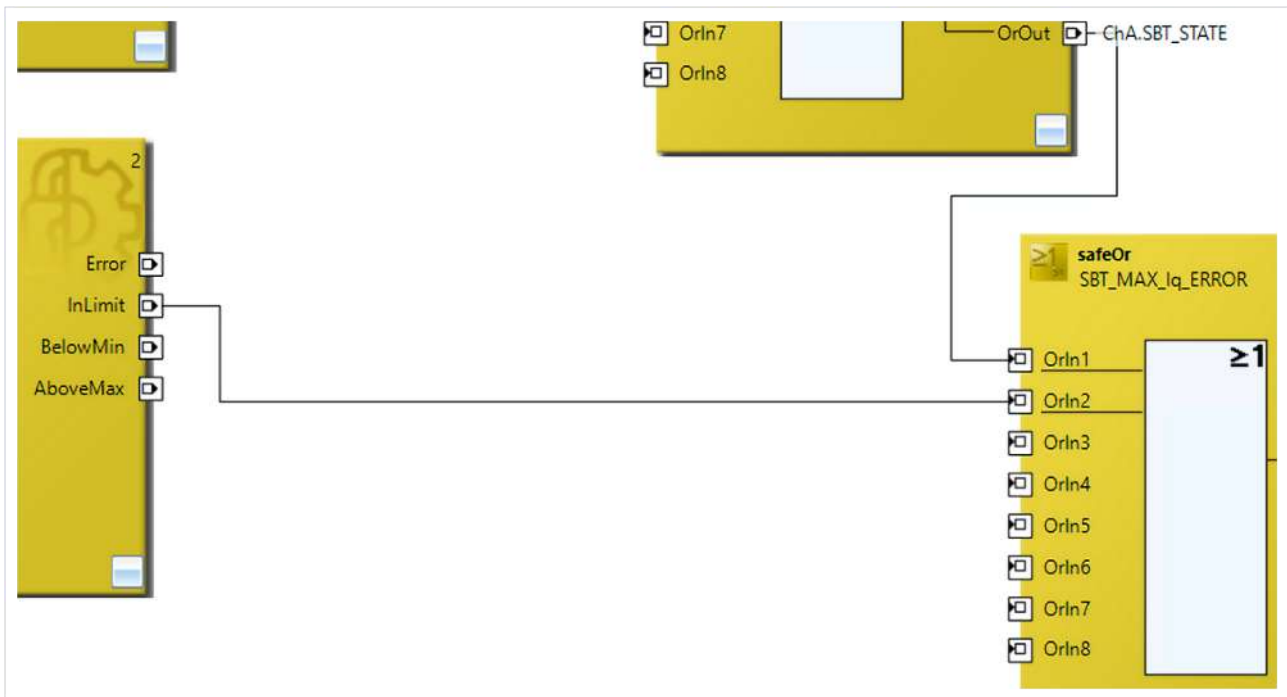 OrIn7
OrOut
ChA.SBT_STATE
OrIn8
2
Error
InLimit
BelowMin
AboveMax
≥1
safeOr
SBT_MAX_Iq_ERROR
≥1
OrIn1
OrIn2
OrIn3
OrIn4
OrIn5
OrIn6
OrIn7
OrIn8